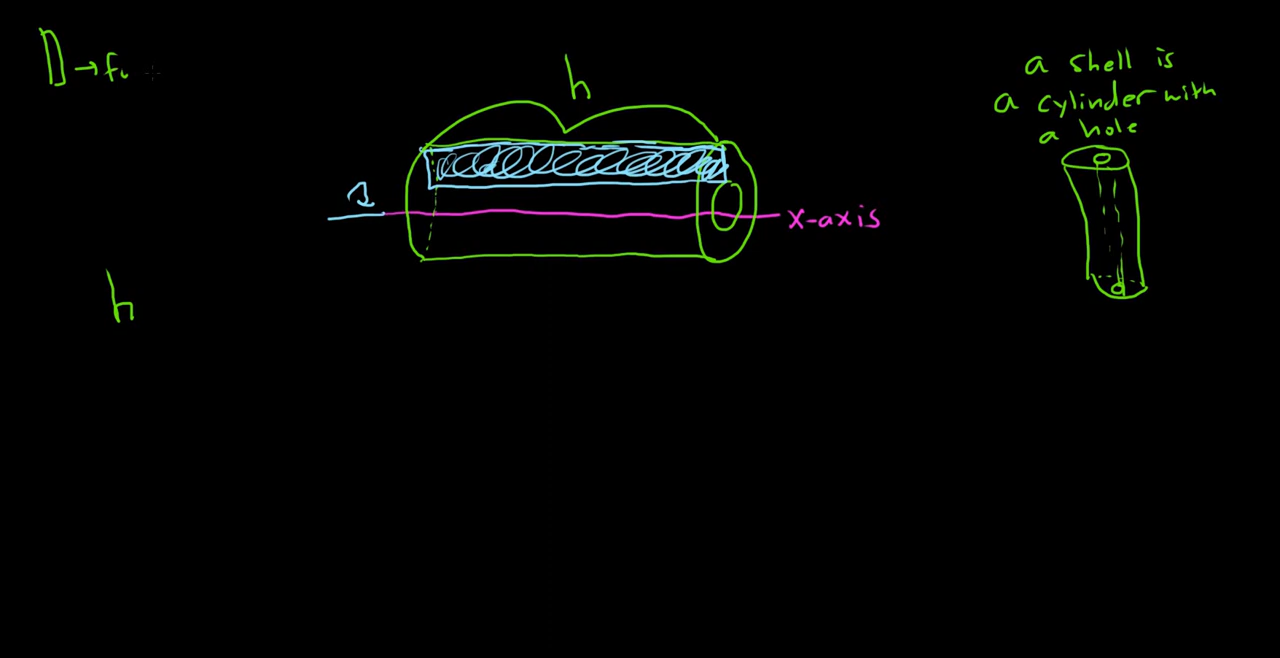 h
a shell is
a cylinder with
a hole
x-axis
h